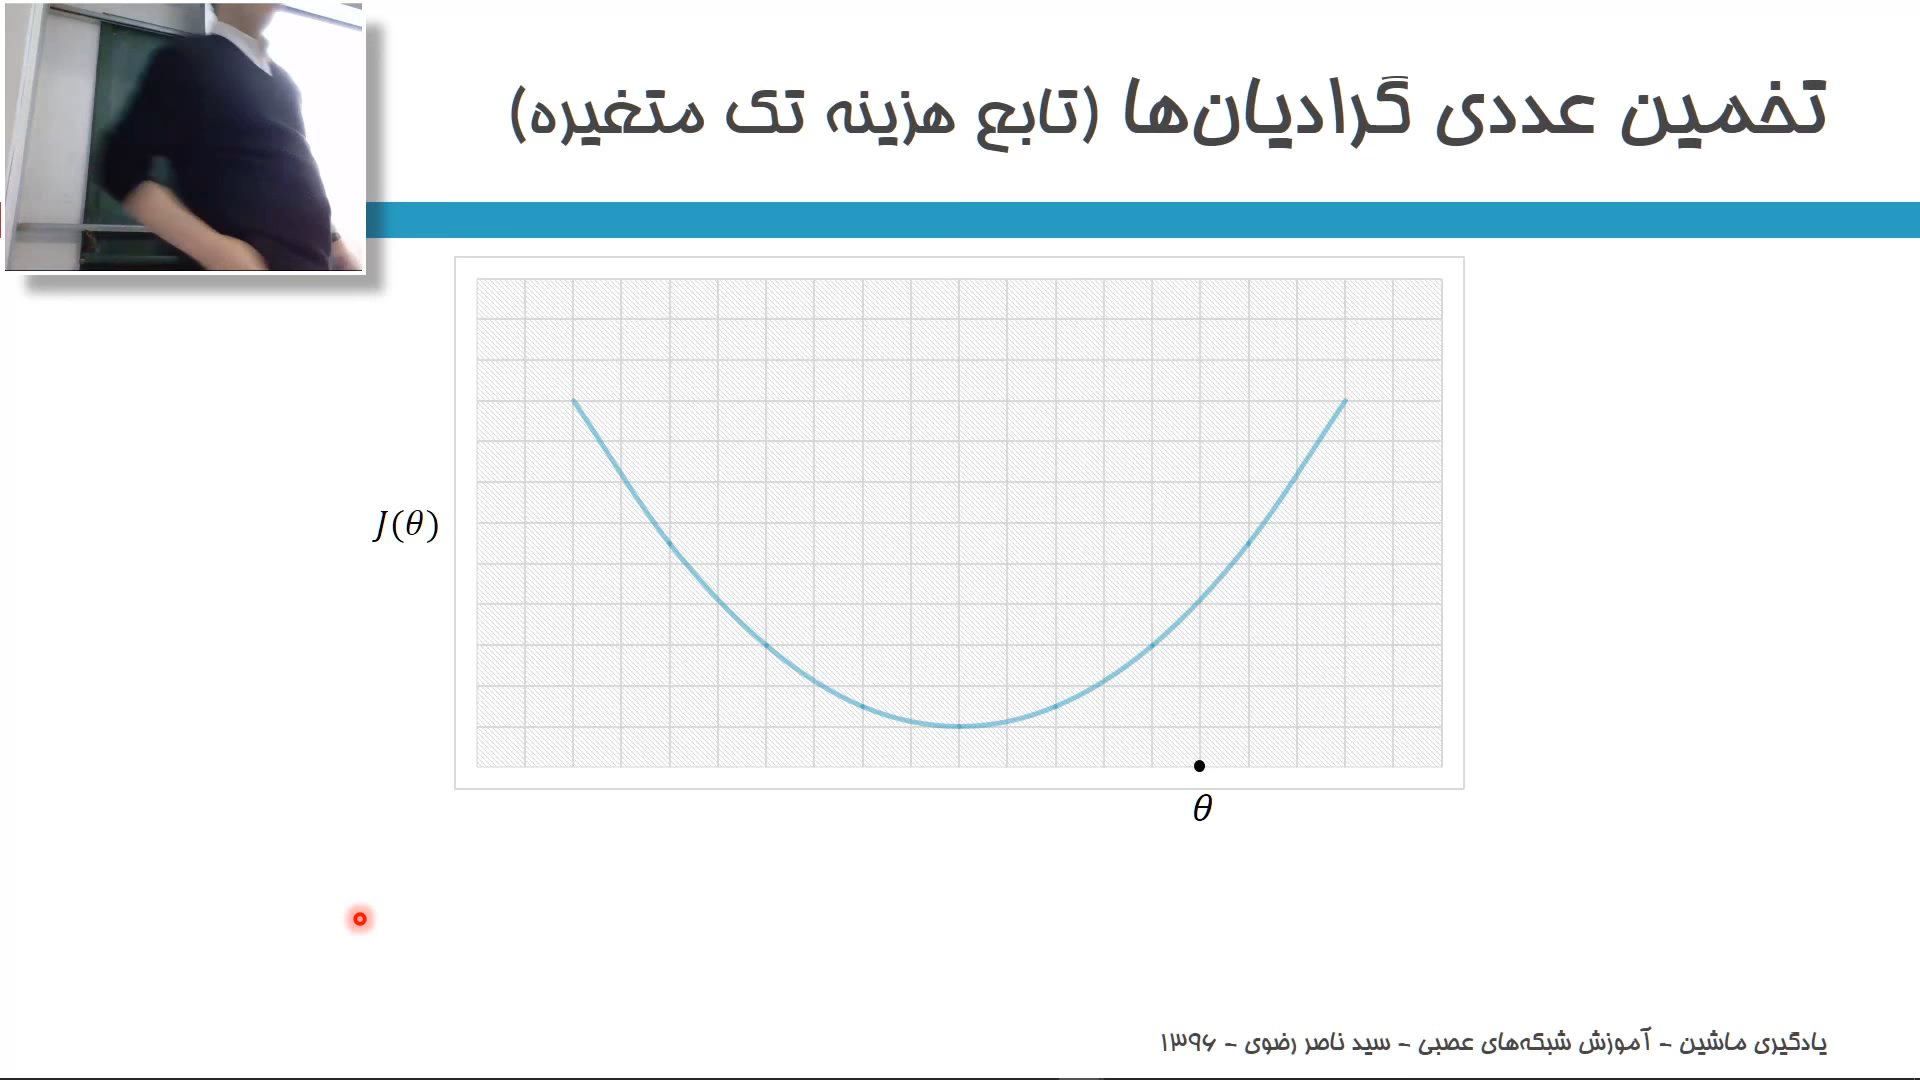 تخمین عددی گرادیان‌ها (تابع هزینه تک متغیره)
J(θ)
θ
یادگیری ماشین - آموزش شبکه‌های عصبی - سید ناصر رضوی - ۱۳۹۶